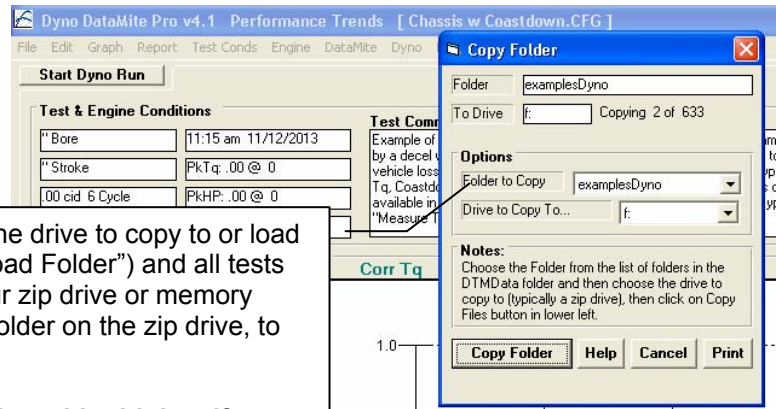 Dyno DataMite Pro v4.1 Performance Trends [ Chassis w Coastdown.CFG ]
File Edit Graph Report Test Conds Engine DataMite Dyno
Start Dyno Run
Test & Engine Conditions
" Bore
11:15 am 11/12/2013
" Stroke
PkTq: .00 @ 0
.00 cid 6 Cycle
PkHP: .00 @ 0
Test Comm
Example of
by a decel
vehicle loss
Tq, Coastdo
available in
"Measure T
Corr Tq
1.0
he drive to copy to or load
oad Folder") and all tests
ur zip drive or memory
older on the zip drive, to
Copy Folder
Folder examplesDyno
To Drive f: Copying 2 of 633
Options
Folder to Copy examplesDyno
Drive to Copy To... f:
Notes:
Choose the Folder from the list of folders in the
DTMData folder and then choose the drive to
copy to (typically a zip drive), then click on Copy
Files button in lower left.
Copy Folder Help Cancel Print